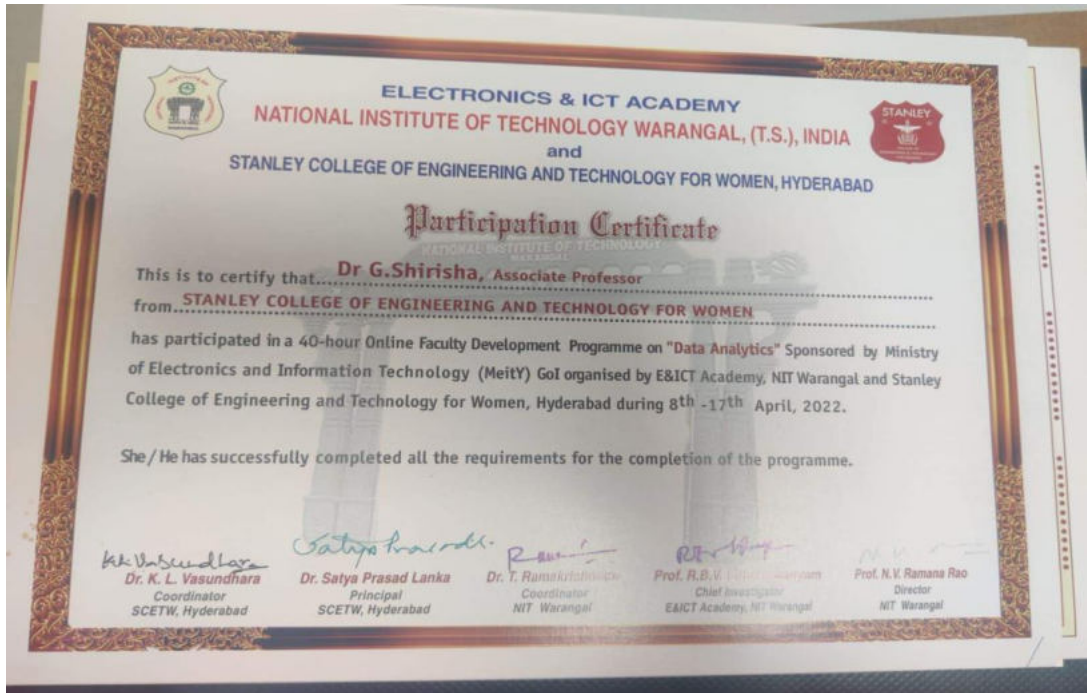 ELECTRONICS & ICT ACADEMY
NATIONAL INSTITUTE OF TECHNOLOGY WARANGAL, (T.S.), INDIA
and
STANLEY COLLEGE OF ENGINEERING AND TECHNOLOGY FOR WOMEN, HYDERABAD
STANLEY
Participation Certificate
NATIONAL INSTITUTE OF TECHNOLOGY
WARANGAL
This is to certify that... Dr G.Shirisha, Associate Professor
from... STANLEY COLLEGE OF ENGINEERING AND TECHNOLOGY FOR WOMEN
has participated in a 40-hour Online Faculty Development Programme on "Data Analytics" Sponsored by Ministry
of Electronics and Information Technology (MeitY) GoI organised by E&ICT Academy, NIT Warangal and Stanley
College of Engineering and Technology for Women, Hyderabad during 8th -17th April, 2022.
She/He has successfully completed all the requirements for the completion of the programme.
Dr. K. L. Vasundhara
Coordinator
SCETW, Hyderabad
Dr. Satya Prasad Lanka
Principal
SCETW, Hyderabad
Dr. T.
Coordinator
NIT Warangal
Prof. R.B.V.
Chief Investigator
E&ICT Academy, NIT Warangal
Prof. N.V. Ramana Rao
Director
NIT Warangal